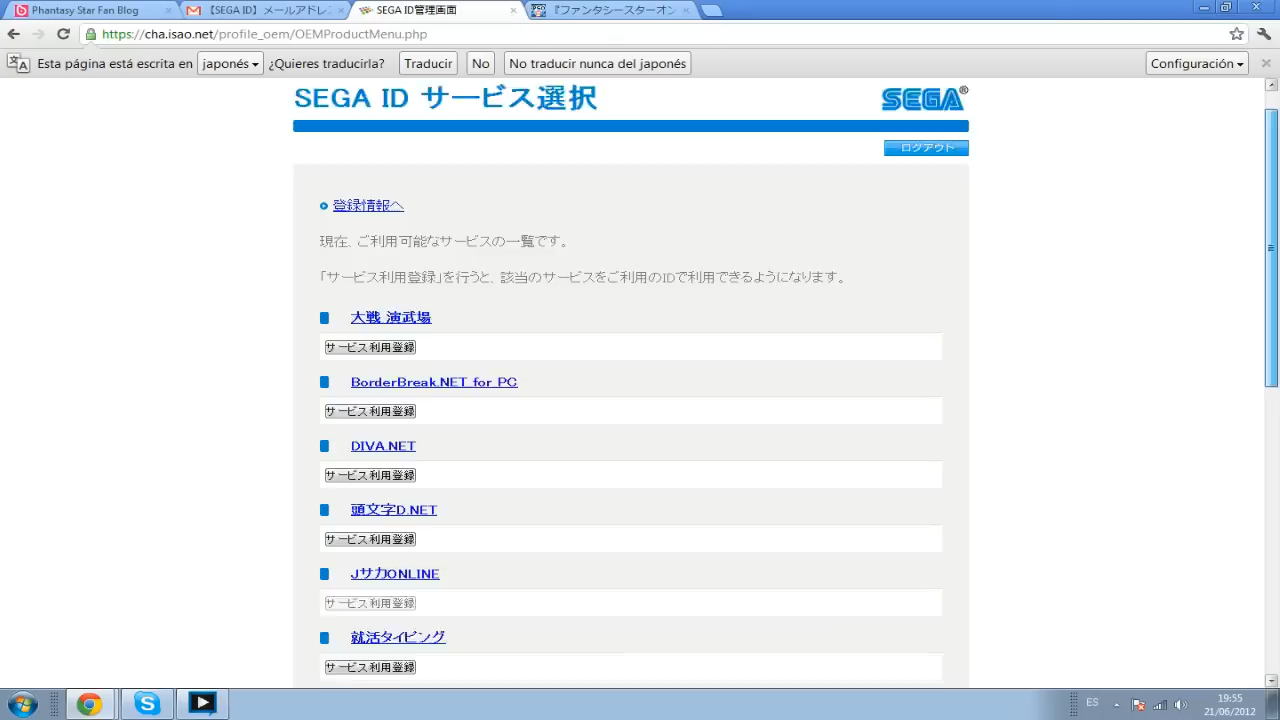 Phantasy Star Fan Blog
【SEGA ID】メールアドレス
SEGA ID管理画面
『ファンタシースターオン
https://cha.isao.net/profile_oem/OEMProductMenu.php
Esta página está escrita en japonés ¿Quieres traducirla? Traducir No No traducir nunca del japonés Configuración
SEGA ID サービス選択
SEGA®
ログアウト
登録情報へ
現在、ご利用可能なサービスの一覧です。
「サービス利用登録」を行うと、該当のサービスをご利用のIDで利用できるようになります。
大戦 演武場
サービス利用登録
BorderBreak.NET for PC
サービス利用登録
DIVA.NET
サービス利用登録
頭文字D.NET
サービス利用登録
JサカONLINE
サービス利用登録
就活タイピング
サービス利用登録
ES
19:55
21/06/2012